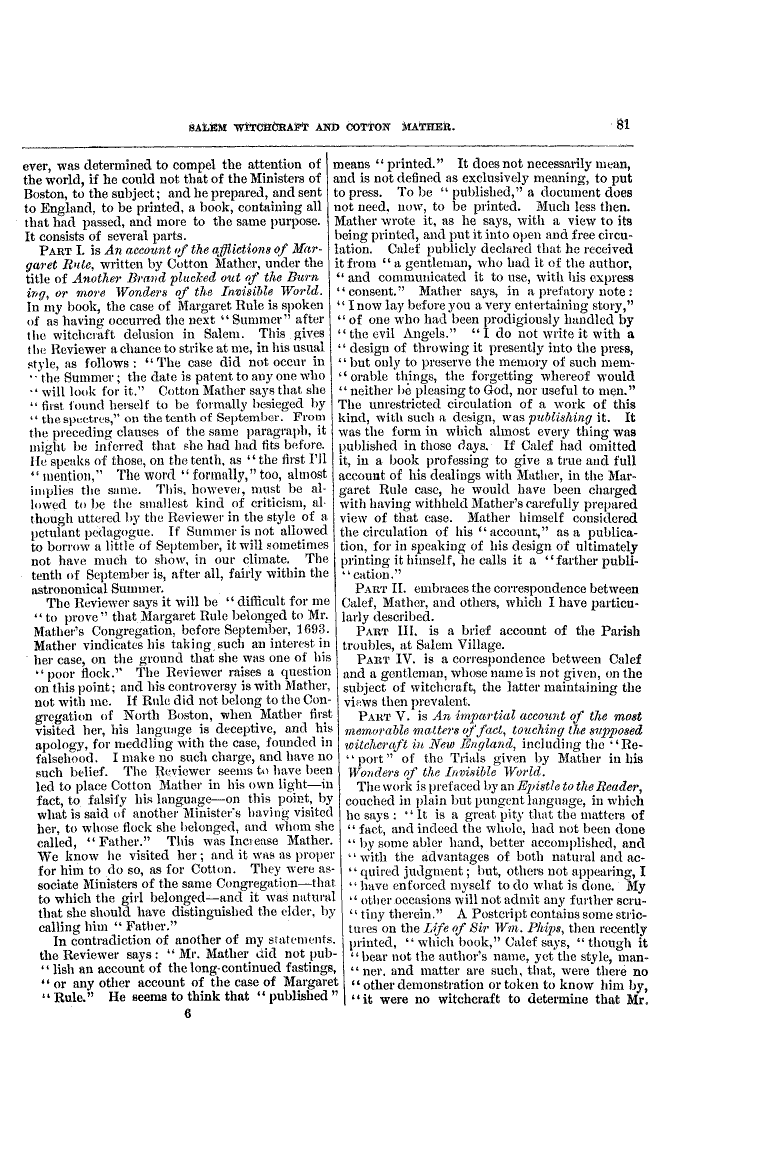 SALEM WITCHCRAFT AND COTTON MATHER. 81
ever, was determined to compel the attention of
the world, if he could not that of the Ministers of
Boston, to the subject; and he prepared, and sent
to England, to be printed, a book, containing all
that had passed, and more to the same purpose.
It consists of several parts.
PART I. is An account of the afflictions of Mar-
garet Rule, written by Cotton Mather, under the
title of Another Brand plucked out of the Burn
ing, or more Wonders of the Invisible World.
In my book, the case of Margaret Rule is spoken
of as having occurred the next “Summer” after
the witchcraft delusion in Salem. This gives
the Reviewer a chance to strike at me, in his usual
style, as follows: “The case did not occur in
“the Summer; the date is patent to any one who
“will look for it.” Cotton Mather says that she
“first found herself to be formally besieged by
“the spectres,” on the tenth of September. From
the preceding clauses of the same paragraph, it
might be inferred that she had had fits before.
He speaks of those, on the tenth, as “the first I'll
“mention,” The word “formally,” too, almost
implies the same. This, however, must be al-
lowed to be the smallest kind of criticism, al-
though uttered by the Reviewer in the style of a
petulant pedagogue. If Summer is not allowed
to borrow a little of September, it will sometimes
not have much to show, in our climate. The
tenth of September is, after all, fairly within the
astronomical Summer.
The Reviewer says it will be “difficult for me
“to prove” that Margaret Rule belonged to Mr.
Mather's Congregation, before September, 1693.
Mather vindicates his taking such an interest in
her case, on the ground that she was one of his
“poor flock.” The Reviewer raises a question
on this point; and his controversy is with Mather,
not with me. If Rule did not belong to the Con-
gregation of North Boston, when Mather first
visited her, his language is deceptive, and his
apology, for meddling with the case, founded in
falsehood. I make no such charge, and have no
such belief. The Reviewer seems to have been
led to place Cotton Mather in his own light—in
fact, to falsify his language—on this point, by
what is said of another Minister's having visited
her, to whose flock she belonged, and whom she
called, “Father.” This was Increase Mather.
We know he visited her; and it was as proper
for him to do so, as for Cotton. They were as-
sociate Ministers of the same Congregation—that
to which the girl belonged—and it was natural
that she should have distinguished the elder, by
calling him “Father.”
In contradiction of another of my statements.
the Reviewer says: “Mr. Mather did not pub-
“lish an account of the long-continued fastings,
“or any other account of the case of Margaret
“Rule.” He seems to think that “published”
6
means “printed.” It does not necessarily mean,
and is not defined as exclusively meaning, to put
to press. To be “published,” a document does
not need, now, to be printed. Much less then.
Mather wrote it, as he says, with a view to its
being printed, and put it into open and free circu-
lation. Calef publicly declared that he received
it from “a gentleman, who had it of the author,
“and communicated it to use, with his express
“consent.” Mather says, in a prefatory note:
“I now lay before you a very entertaining story,”
“of one who had been prodigiously handled by
“the evil Angels.” “I do not write it with a
“design of throwing it presently into the press,
“but only to preserve the memory of such mem-
“orable things, the forgetting whereof would
“neither be pleasing to God, nor useful to men.”
The unrestricted circulation of a work of this
kind, with such a design, was publishing it. It
was the form in which almost every thing was
published in those days. If Calef had omitted
it, in a book professing to give a true and full
account of his dealings with Mather, in the Mar-
garet Rule case, he would have been charged
with having withheld Mather's carefully prepared
view of that case. Mather himself considered
the circulation of his “account,” as a publica-
tion, for in speaking of his design of ultimately
printing it himself, he calls it a “farther publi-
“cation.”
PART II. embraces the correspondence between
Calef, Mather, and others, which I have particu-
larly described.
PART III. is a brief account of the Parish
troubles, at Salem Village.
PART IV. is a correspondence between Calef
and a gentleman, whose name is not given, on the
subject of witchcraft, the latter maintaining the
views then prevalent.
PART V. is An impartial account of the most
memorable matters of fact, touching the supposed
witchcraft in New England, including the “Re-
“port” of the Trials given by Mather in his
Wonders of the Invisible World.
The work is prefaced by an Epistle to the Reader,
couched in plain but pungent language, in which
he says: “It is a great pity that the matters of
“fact, and indeed the whole, had not been done
“by some abler hand, better accomplished, and
“with the advantages of both natural and ac-
“quired judgment; but, others not appearing, I
“have enforced myself to do what is done. My
“other occasions will not admit any further scru-
“tiny therein.” A Postcript contains some stric-
tures on the Life of Sir Wm. Phips, then recently
printed, “which book,” Calef says, “though it
“bear not the author's name, yet the style, man-
“ner, and matter are such, that, were there no
“other demonstration or token to know him by,
“it were no witchcraft to determine that Mr.